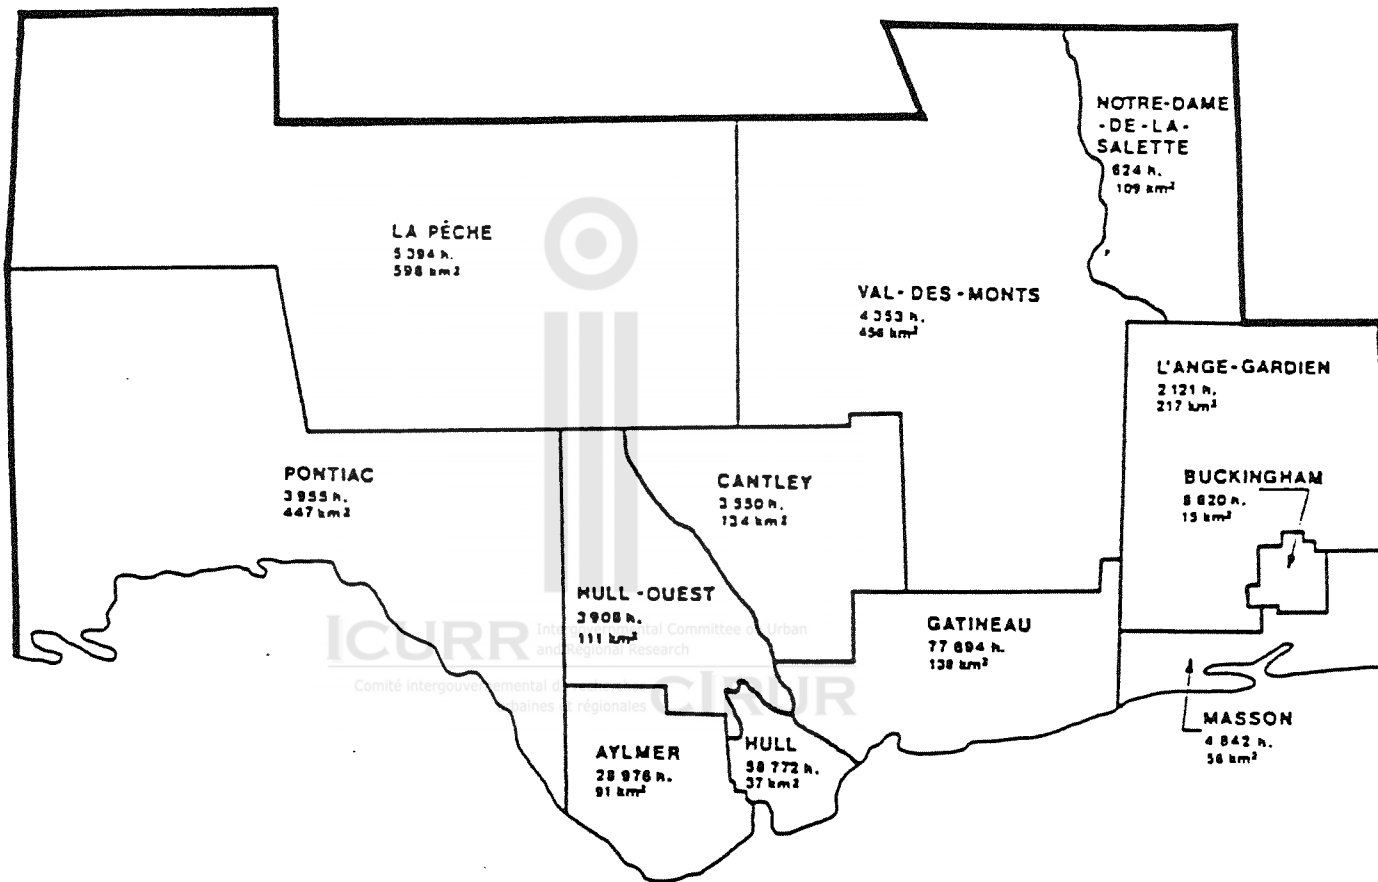 NOTRE-DAME
-DE-LA-
SALETTE
624 h.
109 km²
LA PÊCHE
5 394 h.
598 km²
VAL-DES-MONTS
4 353 h.
456 km²
L'ANGE-GARDIEN
2 121 h.
217 km²
PONTIAC
3 955 h.
447 km²
CANTLEY
3 550 h.
134 km²
BUCKINGHAM
8 820 h.
15 km²
HULL-OUEST
3 908 h.
111 km²
GATINEAU
77 694 h.
138 km²
ICURR Intergovernmental Committee on Urban
and Regional Research
Comité intergouvernemental de recherches
urbaines et régionales CIRUR
MASSON
4 842 h.
56 km²
AYLMER
28 976 h.
91 km²
HULL
58 772 h.
37 km²